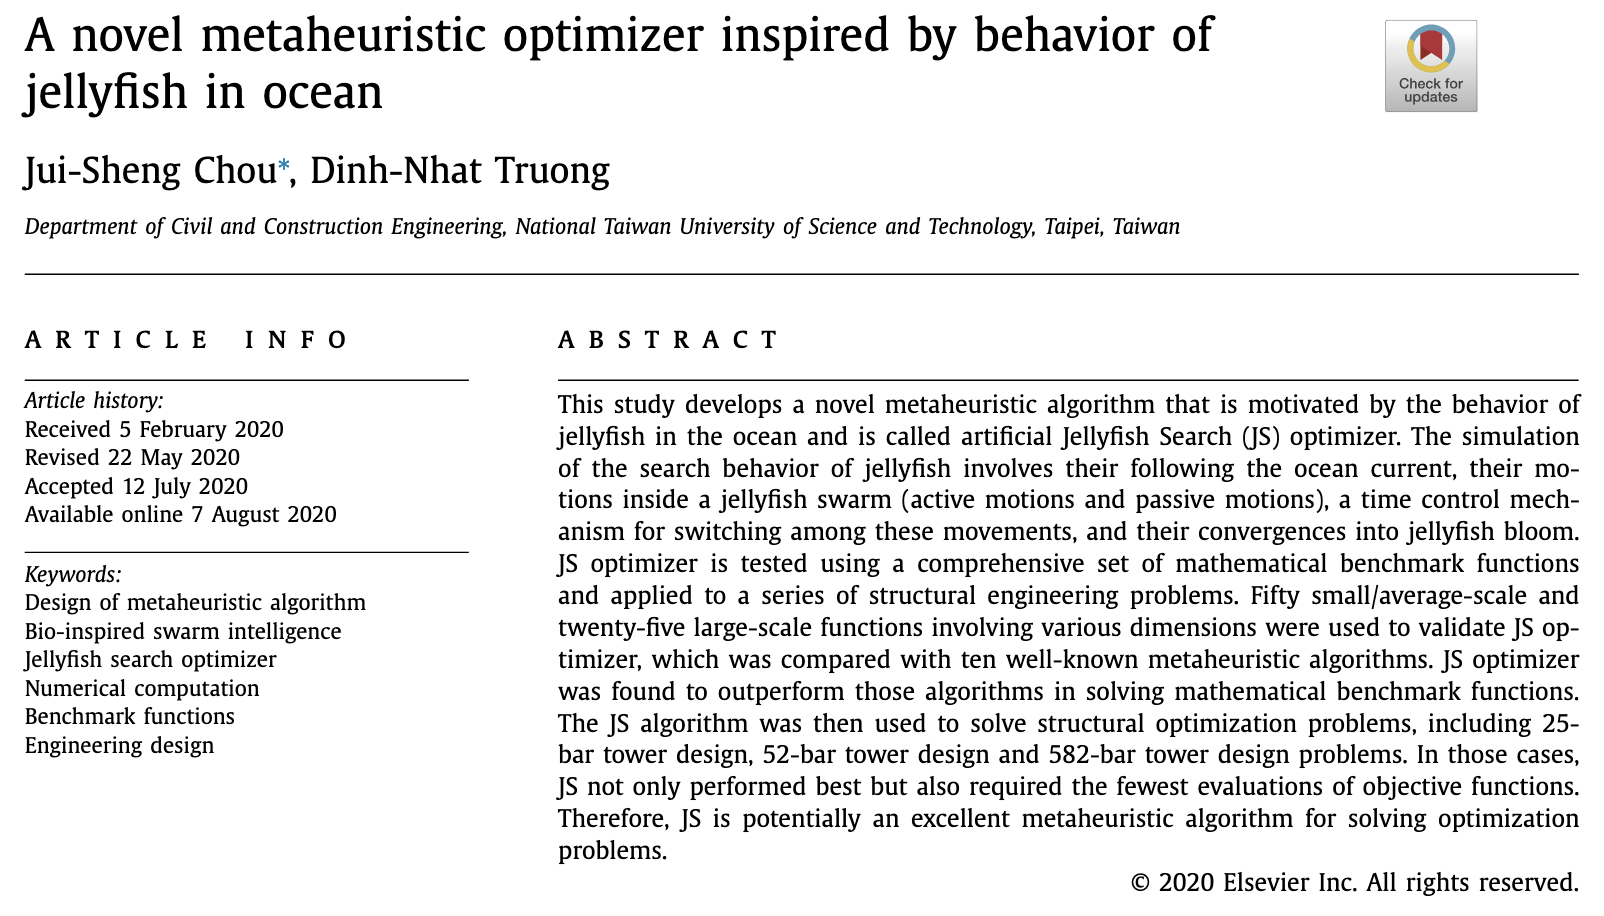 A novel metaheuristic optimizer inspired by behavior of
jellyfish in ocean
Check for
updates
Jui-Sheng Chou*, Dinh-Nhat Truong
Department of Civil and Construction Engineering, National Taiwan University of Science and Technology, Taipei, Taiwan
ARTICLE INFO
Article history:
Received 5 February 2020
Revised 22 May 2020
Accepted 12 July 2020
Available online 7 August 2020
Keywords:
Design of metaheuristic algorithm
Bio-inspired swarm intelligence
Jellyfish search optimizer
Numerical computation
Benchmark functions
Engineering design
ABSTRACT
This study develops a novel metaheuristic algorithm that is motivated by the behavior of
jellyfish in the ocean and is called artificial Jellyfish Search (JS) optimizer. The simulation
of the search behavior of jellyfish involves their following the ocean current, their mo-
tions inside a jellyfish swarm (active motions and passive motions), a time control mech-
anism for switching among these movements, and their convergences into jellyfish bloom.
JS optimizer is tested using a comprehensive set of mathematical benchmark functions
and applied to a series of structural engineering problems. Fifty small/average-scale and
twenty-five large-scale functions involving various dimensions were used to validate JS op-
timizer, which was compared with ten well-known metaheuristic algorithms. JS optimizer
was found to outperform those algorithms in solving mathematical benchmark functions.
The JS algorithm was then used to solve structural optimization problems, including 25-
bar tower design, 52-bar tower design and 582-bar tower design problems. In those cases,
JS not only performed best but also required the fewest evaluations of objective functions.
Therefore, JS is potentially an excellent metaheuristic algorithm for solving optimization
problems.
© 2020 Elsevier Inc. All rights reserved.